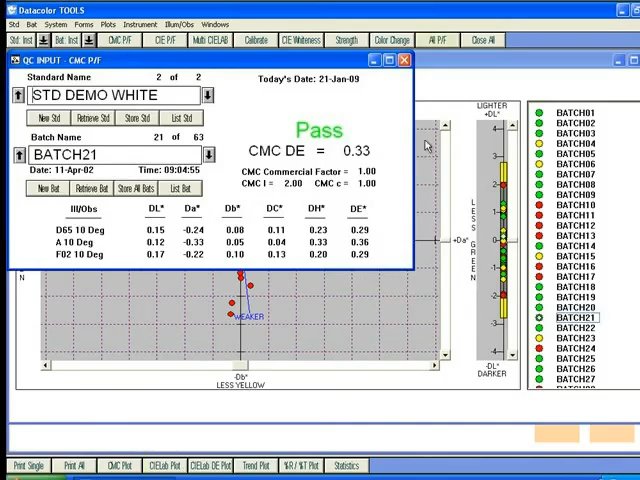 Datacolor TOOLS
Std Bat System Forms Plots Instrument Illum/Obs Windows
Std. Inst Bat. Inst CMC P/F CIE P/F Multi CIELAB Calibrate CIE Whiteness Strength Color Change All P/F Close All
QC INPUT - CMC P/F
Standard Name 2 of 2
Today's Date: 21-Jan-09
STD DEMO WHITE
New Std Retrieve Std Store Std List Std
Pass
Batch Name 21 of 63
CMC DE = 0.33
BATCH21
Date: 11-Apr-02 Time: 09:04:55
CMC Commercial Factor = 1.00
CMC l = 2.00 CMC c = 1.00
New Bat Retrieve Bat Store All Bats List Bat
Ill/Obs DL* Da* Db* DC* DH* DE*
D65 10 Deg 0.15 -0.24 0.08 0.11 0.23 0.29
A 10 Deg 0.12 -0.33 0.05 0.04 0.33 0.36
F02 10 Deg 0.17 -0.22 0.10 0.13 0.20 0.29
N
WEAKER
-Db*
LESS YELLOW
+Da*
LESS GREEN
LIGHTER
+DL*
4
3
2
1
0
-1
-2
-3
-4
-DL*
DARKER
BATCH01
BATCH02
BATCH03
BATCH04
BATCH05
BATCH06
BATCH07
BATCH08
BATCH09
BATCH10
BATCH11
BATCH12
BATCH13
BATCH14
BATCH15
BATCH16
BATCH17
BATCH18
BATCH19
BATCH20
BATCH21
BATCH22
BATCH23
BATCH24
BATCH25
BATCH26
BATCH27
Print Single Print All CMC Plot CIELab Plot CIELab DE Plot Trend Plot %R / %T Plot Statistics